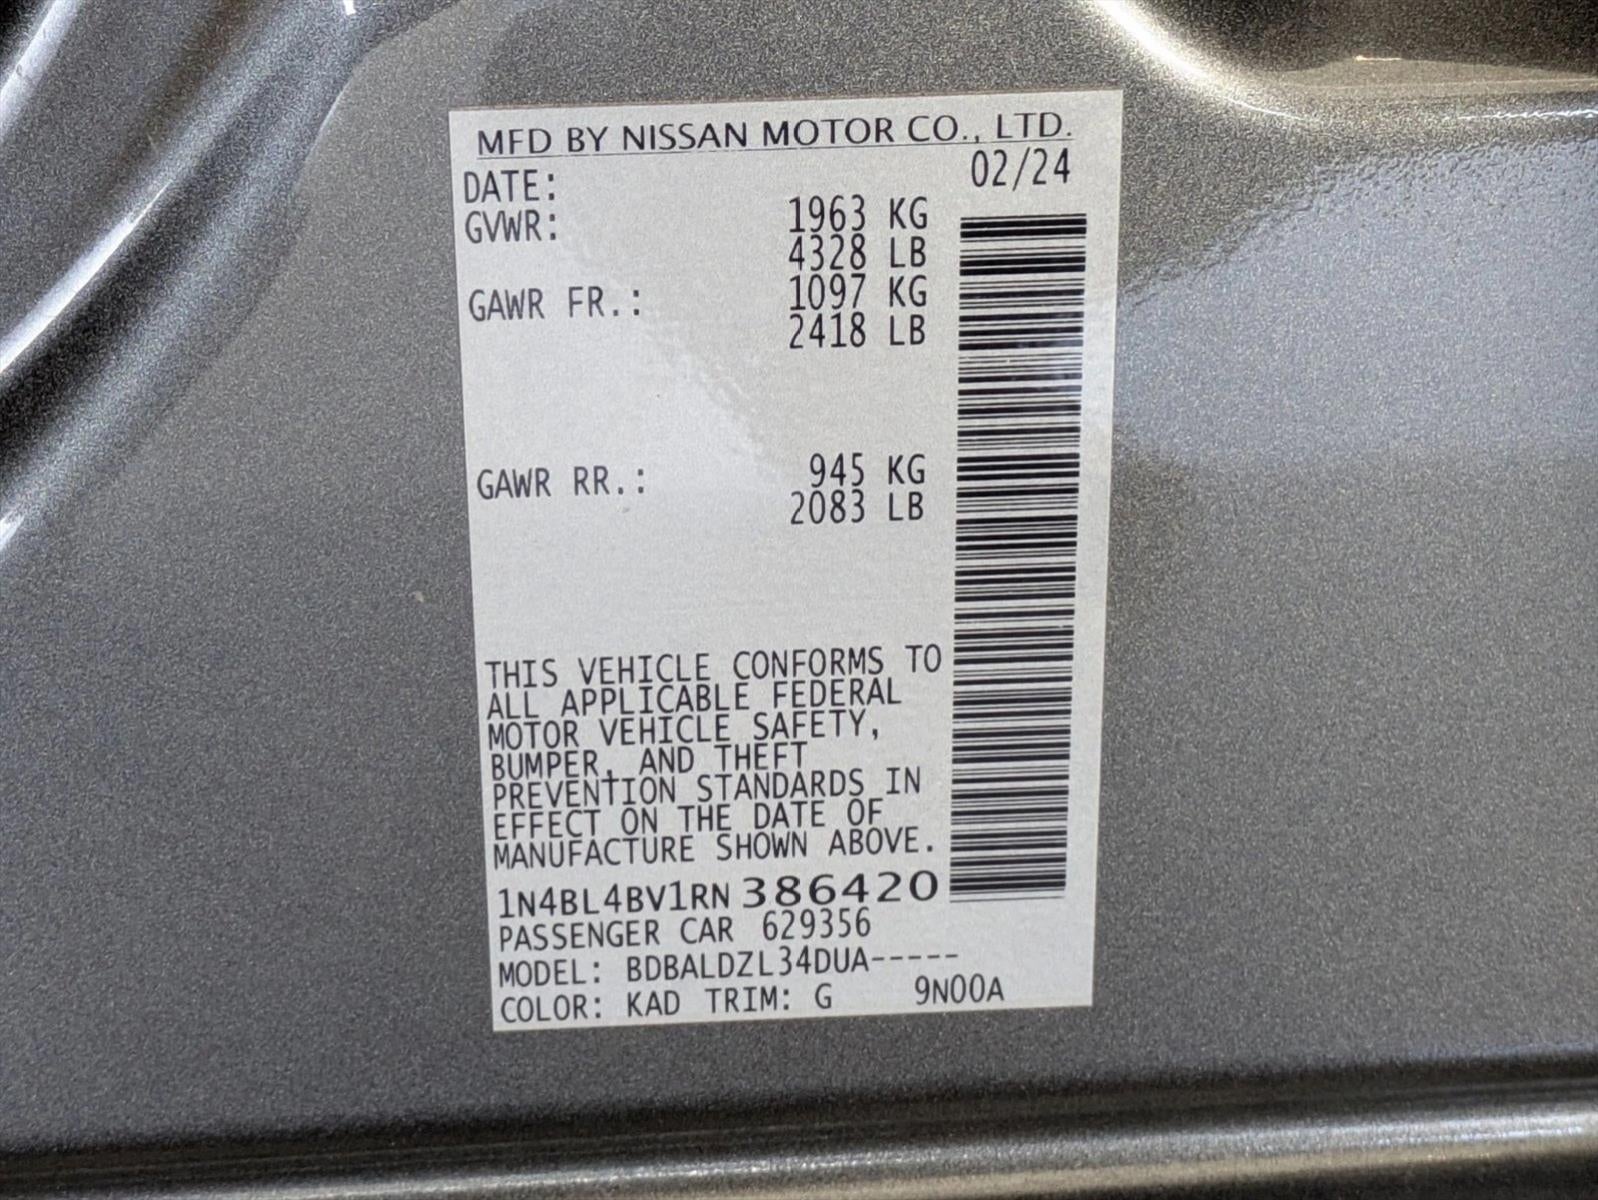 MFD BY NISSAN MOTOR CO., LTD.
DATE: 02/24
GVWR: 1963 KG
4328 LB
GAWR FR.: 1097 KG
2418 LB
GAWR RR.: 945 KG
2083 LB
THIS VEHICLE CONFORMS TO
ALL APPLICABLE FEDERAL
MOTOR VEHICLE SAFETY,
BUMPER, AND THEFT
PREVENTION STANDARDS IN
EFFECT ON THE DATE OF
MANUFACTURE SHOWN ABOVE.
1N4BL4BV1RN386420
PASSENGER CAR 629356
MODEL: BDBALDZL34DUA-----
COLOR: KAD TRIM: G 9N00A